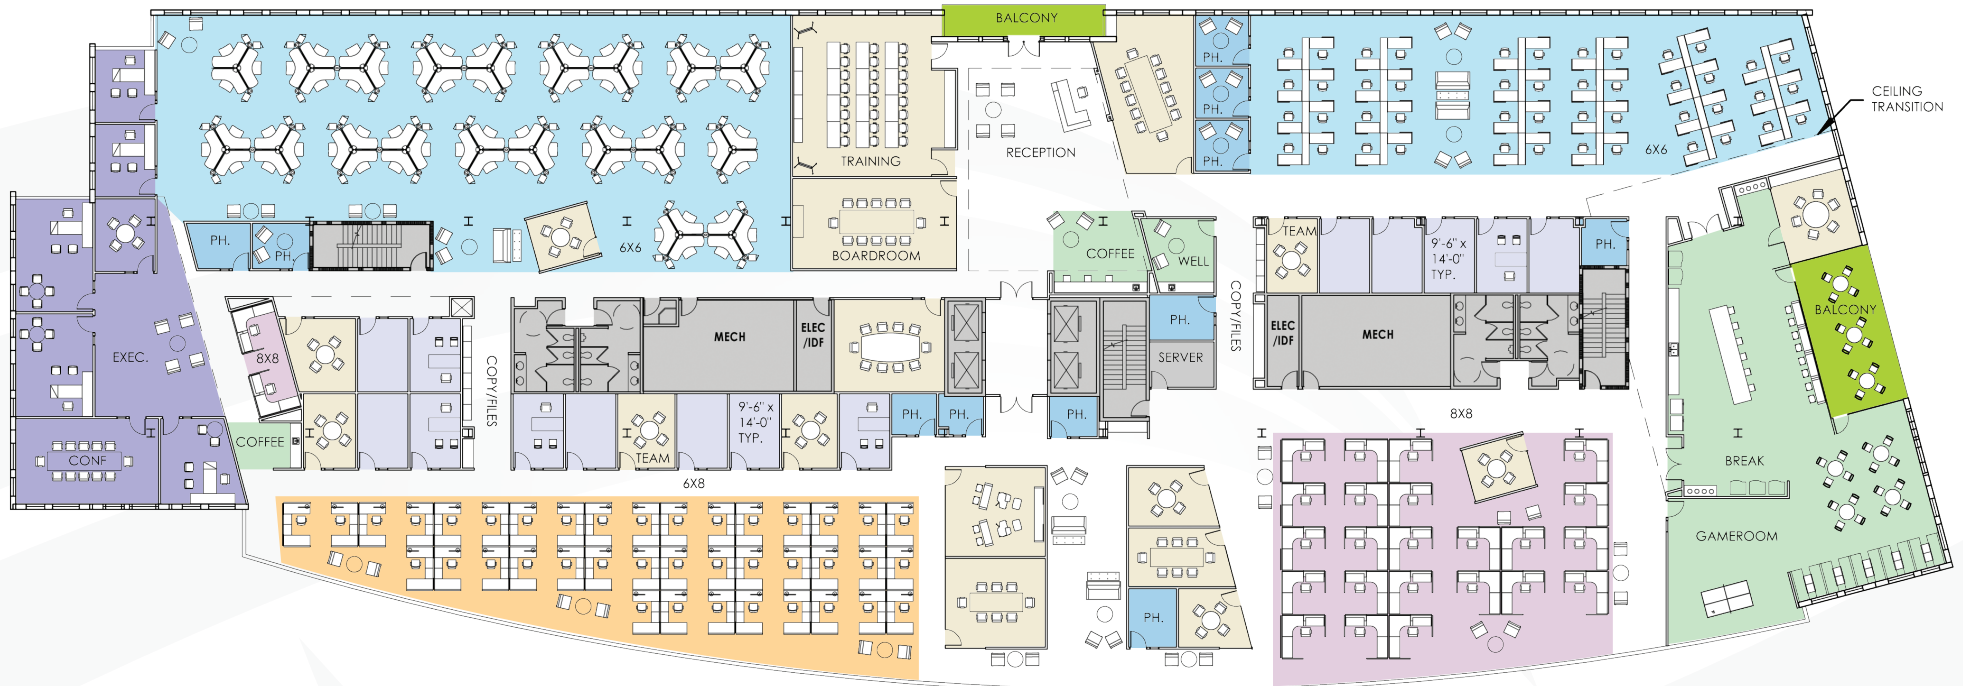 BALCONY
CEILING
TRANSITION
PH.
PH.
PH.
TRAINING
RECEPTION
6X6
PH.
PH.
6X6
BOARDROOM
COFFEE
WELL
TEAM
9'-6" x
14'-0"
TYP.
PH.
BALCONY
EXEC.
8X8
COPY/FILES
MECH
ELEC
/IDF
PH.
SERVER
COPY/FILES
ELEC
/IDF
MECH
COFFEE
CONF
TEAM
9'-6" x
14'-0"
TYP.
PH.
PH.
PH.
8X8
BREAK
6X8
GAMEROOM
PH.